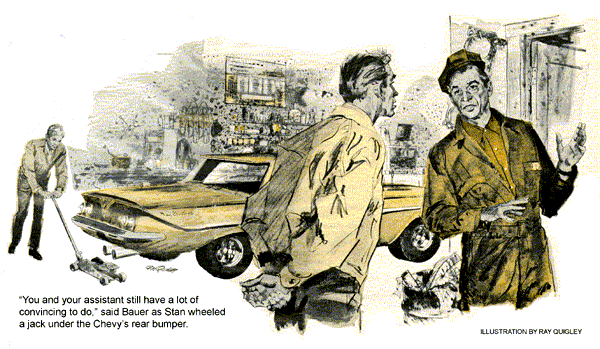 "You and your assistant still have a lot of
convincing to do," said Bauer as Stan wheeled
a jack under the Chevy's rear bumper.
ILLUSTRATION BY RAY QUIGLEY